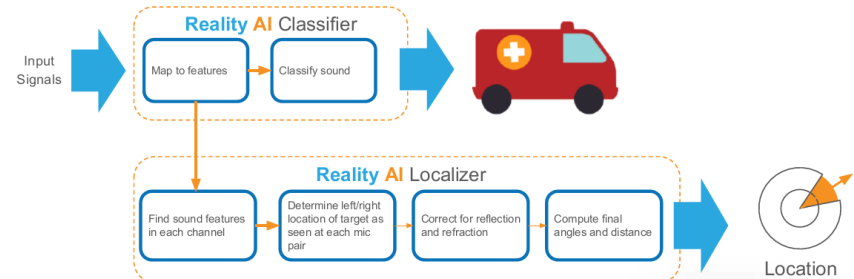 Reality AI Classifier
Input
Signals
Map to features
Classify sound
Reality AI Localizer
Find sound features
in each channel
Determine left/right
location of target as
seen at each mic
pair
Correct for reflection
and refraction
Compute final
angles and distance
Location